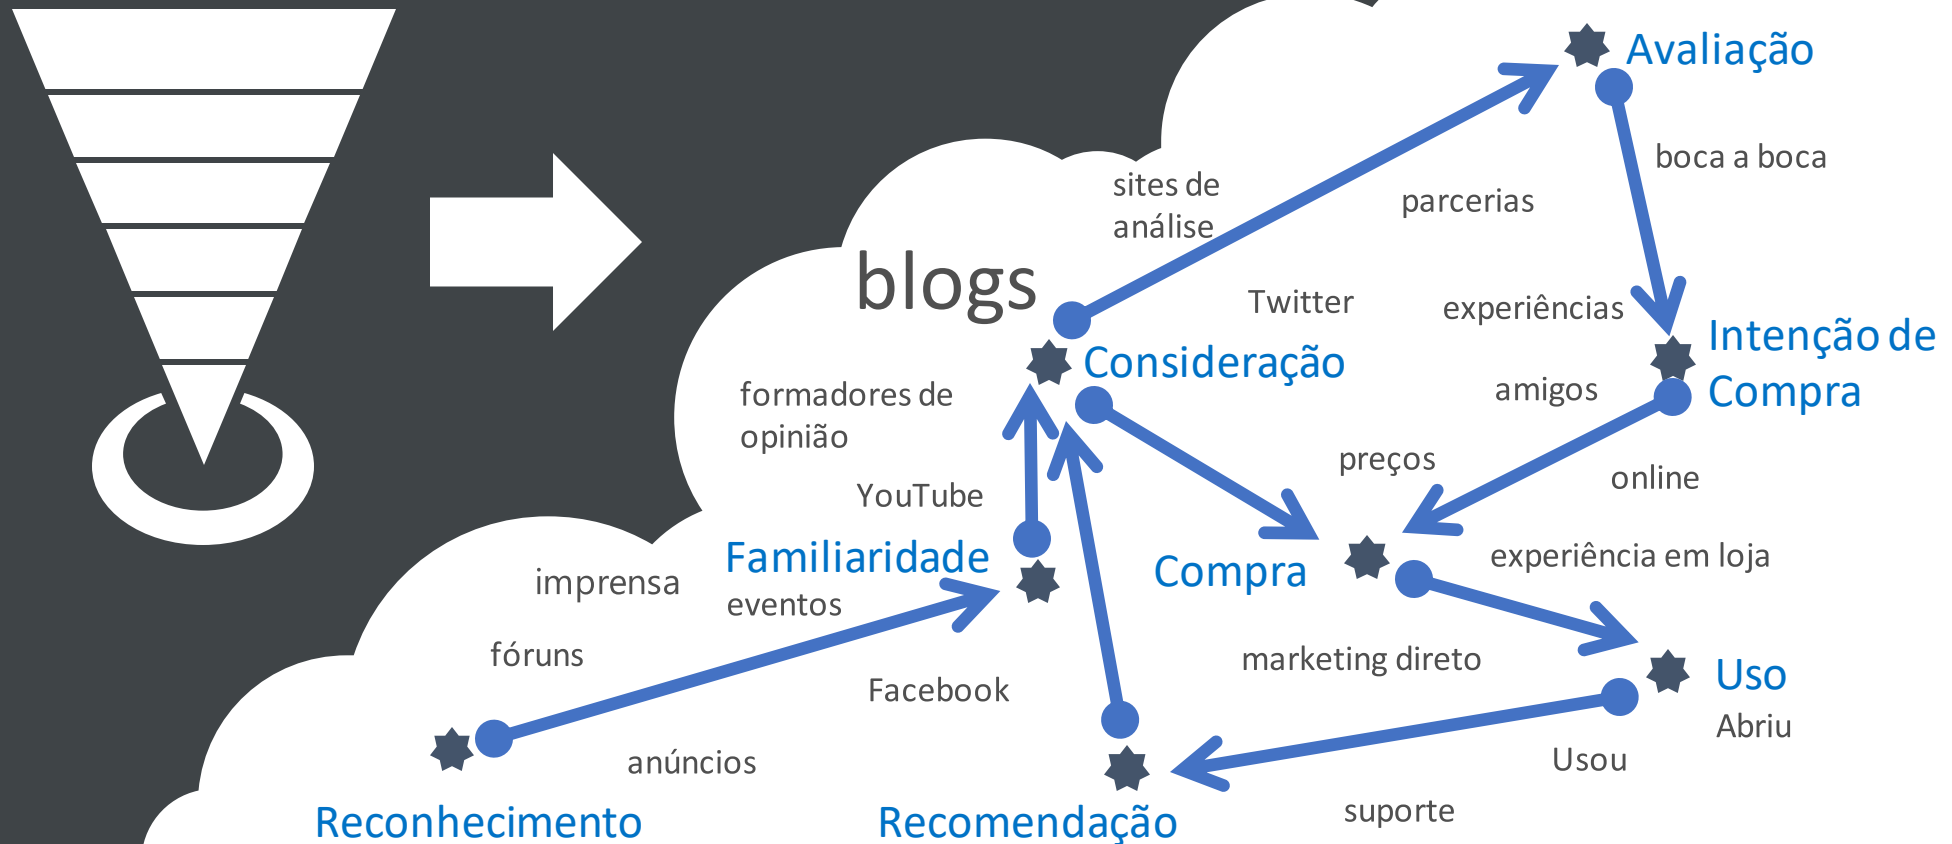 Avaliação
boca a boca
sites de
análise
parcerias
blogs
Twitter
experiências
Intenção de
Compra
Consideração
formadores de
opinião
amigos
preços
online
YouTube
Familiaridade
eventos
imprensa
Compra
experiência em loja
fóruns
Facebook
marketing direto
Uso
Abriu
anúncios
Usou
suporte
Reconhecimento
Recomendação